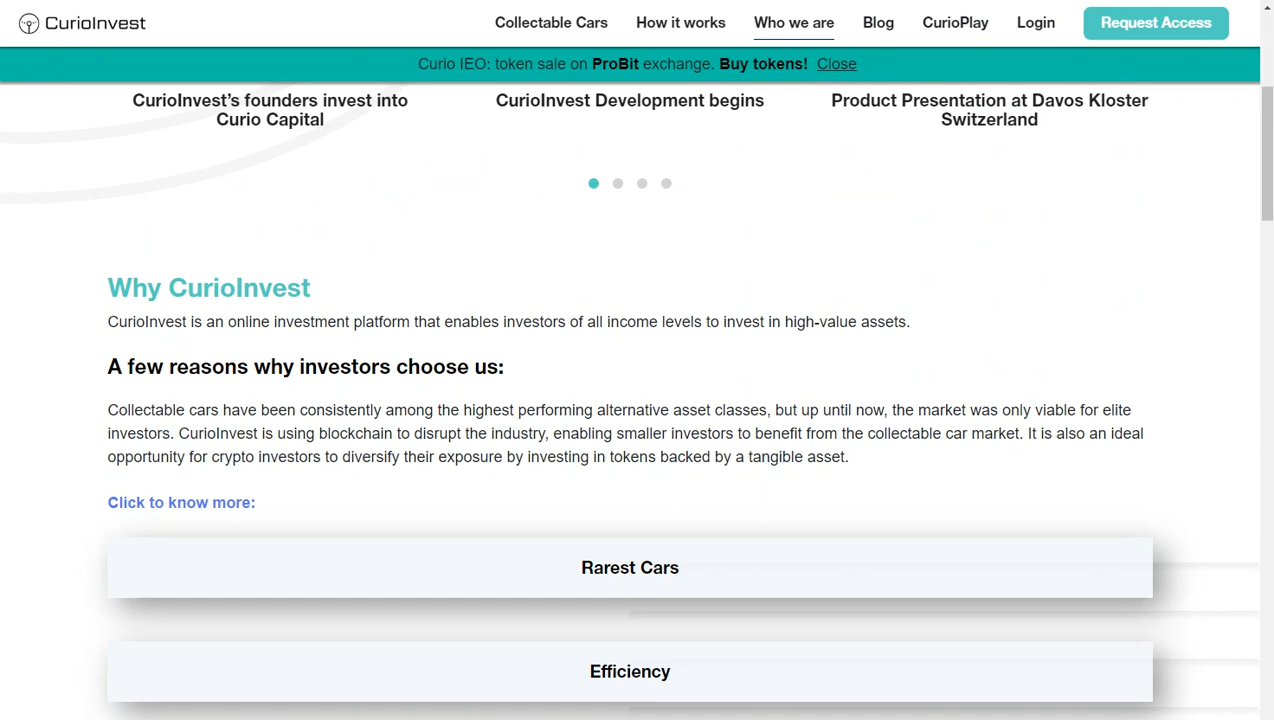 CurioInvest
Collectable Cars
How it works
Who we are
Blog
CurioPlay
Login
Request Access
Curio IEO: token sale on ProBit exchange. Buy tokens! Close
CurioInvest’s founders invest into
Curio Capital
CurioInvest Development begins
Product Presentation at Davos Kloster
Switzerland
Why CurioInvest
CurioInvest is an online investment platform that enables investors of all income levels to invest in high-value assets.
A few reasons why investors choose us:
Collectable cars have been consistently among the highest performing alternative asset classes, but up until now, the market was only viable for elite
investors. CurioInvest is using blockchain to disrupt the industry, enabling smaller investors to benefit from the collectable car market. It is also an ideal
opportunity for crypto investors to diversify their exposure by investing in tokens backed by a tangible asset.
Click to know more:
Rarest Cars
Efficiency